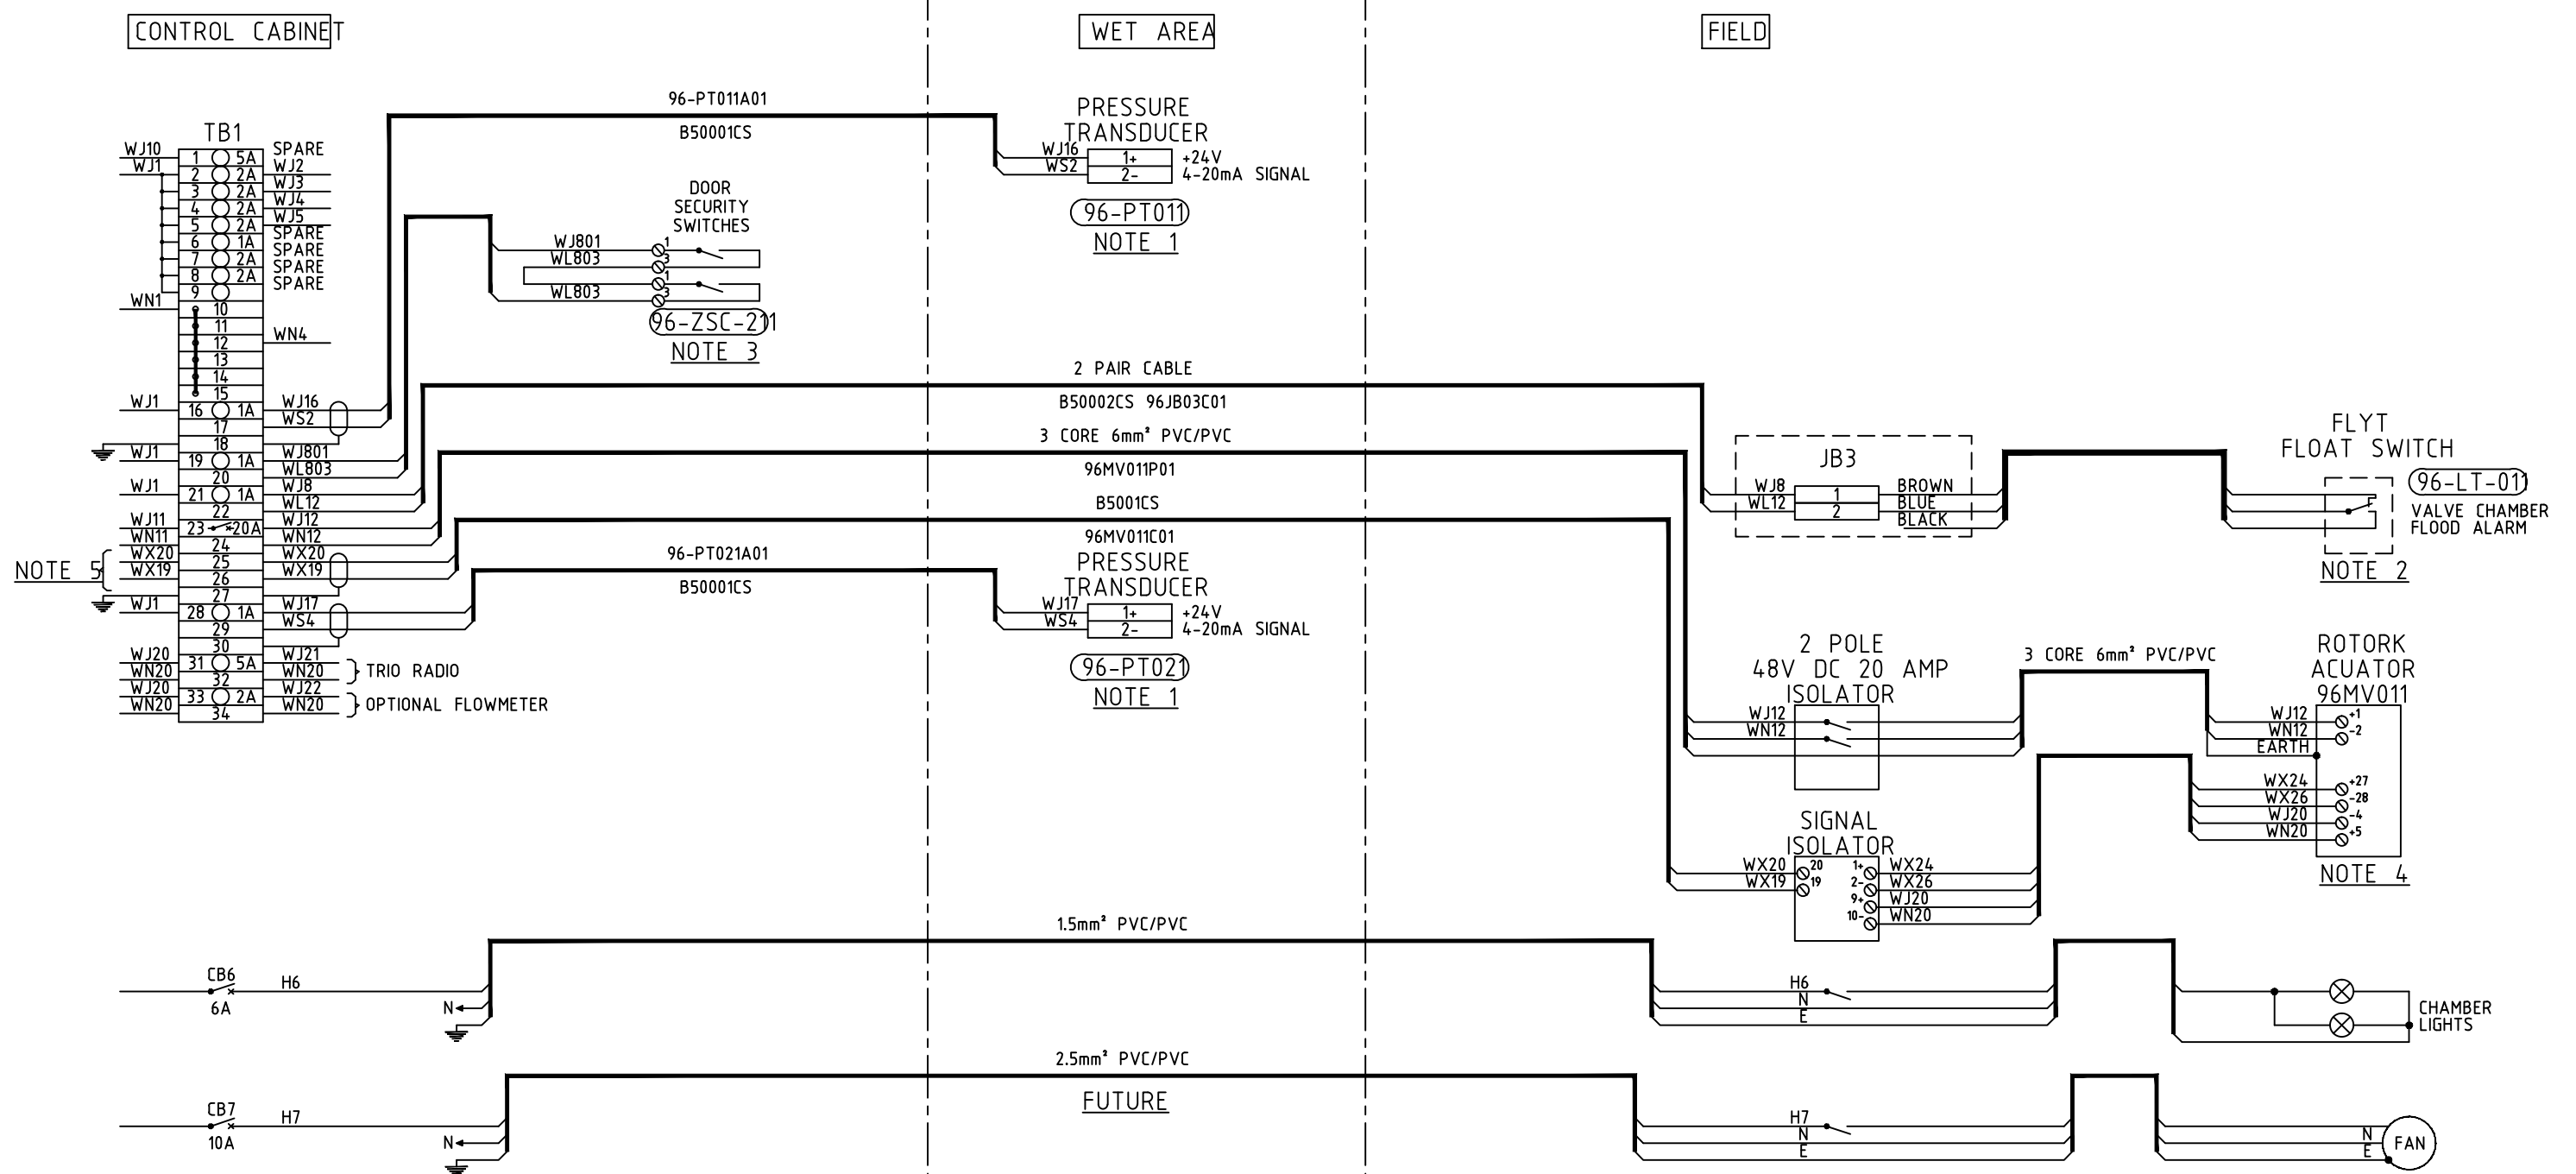 CONTROL CABINET
WET AREA
FIELD
96-PT011A01
B50001CS
TB1
WJ10 1 5A SPARE
WJ1 2 2A WJ2
3 2A WJ3
4 2A WJ4
5 2A WJ5
6 1A SPARE
7 2A SPARE
8 2A SPARE
9 SPARE
WN1 10
11
12 WN4
13
14
15
WJ1 16 1A WJ16
17 WS2
18
WJ1 19 1A WJ801
20 WL803
WJ1 21 1A WJ8
22 WL12
WJ11 23 20A WJ12
WN11 24 WN12
WX20 25 WX20
WX19 26 WX19
NOTE 5
27
WJ1 28 1A WJ17
29 WS4
30
WJ20 31 5A WJ21
WN20 32 WN20
TRIO RADIO
WJ20 33 2A WJ22
WN20 34 WN20
OPTIONAL FLOWMETER
DOOR
SECURITY
SWITCHES
WJ801 1
WL803 3
1
WL803 3
96-ZSC-211
NOTE 3
PRESSURE
TRANSDUCER
WJ16 1+ +24V
WS2 2- 4-20mA SIGNAL
96-PT011
NOTE 1
2 PAIR CABLE
B50002CS 96JB03C01
3 CORE 6mm² PVC/PVC
96MV011P01
B5001CS
96MV011C01
96-PT021A01
B50001CS
PRESSURE
TRANSDUCER
WJ17 1+ +24V
WS4 2- 4-20mA SIGNAL
96-PT021
NOTE 1
JB3
WJ8 1 BROWN
WL12 2 BLUE
BLACK
FLYT
FLOAT SWITCH
96-LT-011
VALVE CHAMBER
FLOOD ALARM
NOTE 2
2 POLE
48V DC 20 AMP
ISOLATOR
WJ12
WN12
3 CORE 6mm² PVC/PVC
ROTORK
ACUATOR
96MV011
WJ12 +1
WN12 -2
EARTH
WX24 +27
WX26 -28
WJ20 -4
WN20 +5
NOTE 4
SIGNAL
ISOLATOR
WX20 20 1+ WX24
WX19 19 2- WX26
9+ WJ20
10- WN20
1.5mm² PVC/PVC
CB6
H6
6A
N
H6
N
E
CHAMBER
LIGHTS
2.5mm² PVC/PVC
FUTURE
CB7
H7
10A
N
H7
N
E
N
E
FAN